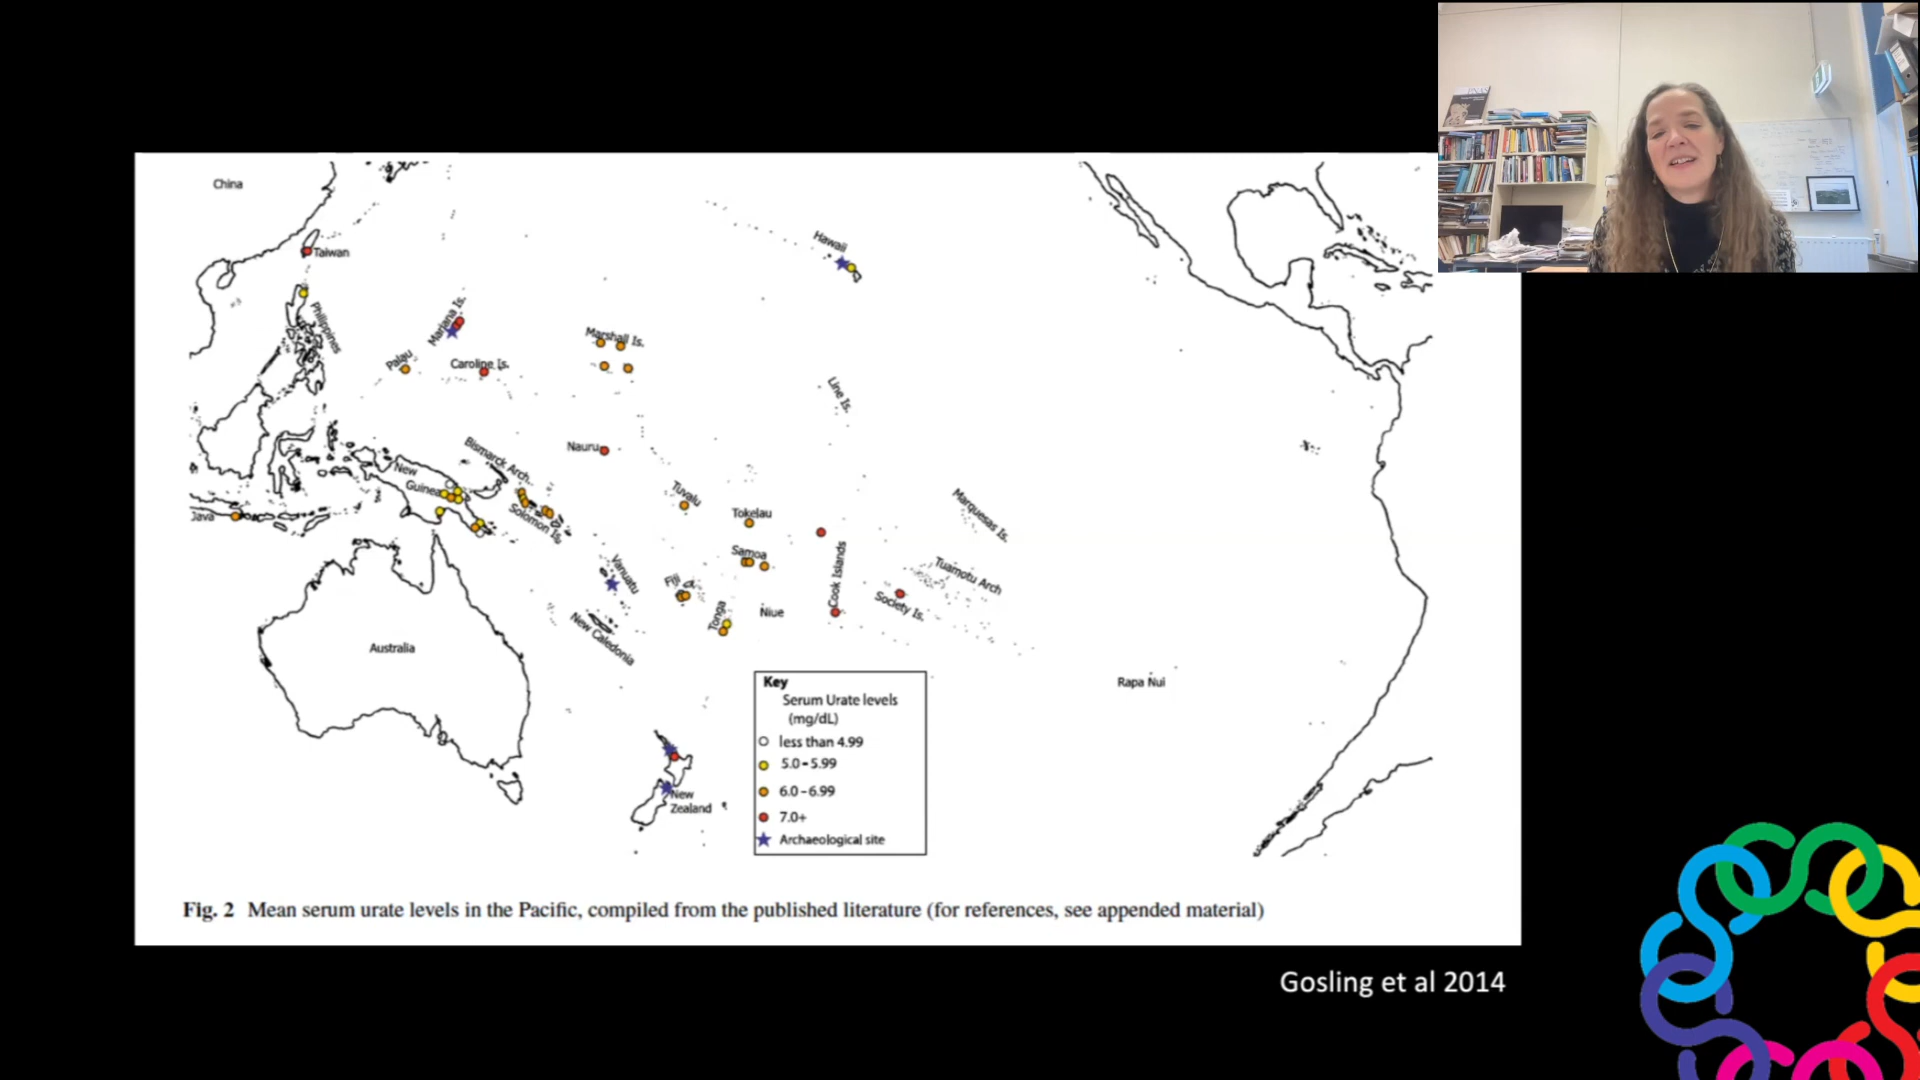 China
Taiwan
Philippines
Hawaii
Mariana Is.
Marshall Is.
Palau
Caroline Is.
Line Is.
Nauru
Bismarck Arch.
New
Guinea
Java
Solomon Is.
Tuvalu
Tokelau
Marquesas Is.
Samoa
Vanuatu
Fiji
Cook Islands
Tuamotu Arch
Society Is.
Tonga
Niue
New Caledonia
Australia
Rapa Nui
New
Zealand
Key
Serum Urate levels
(mg/dL)
less than 4.99
5.0-5.99
6.0-6.99
7.0+
Archaeological site
Fig. 2 Mean serum urate levels in the Pacific, compiled from the published literature (for references, see appended material)
Gosling et al 2014